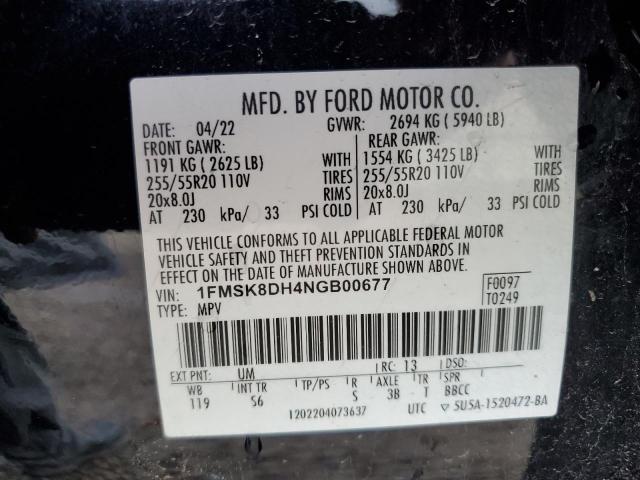 MFD. BY FORD MOTOR CO.
DATE: 04/22 GVWR: 2694 KG ( 5940 LB)
FRONT GAWR: REAR GAWR:
1191 KG ( 2625 LB) WITH 1554 KG ( 3425 LB) WITH
255/55R20 110V TIRES 255/55R20 110V TIRES
20x8.0J RIMS 20x8.0J RIMS
AT 230 kPa/ 33 PSI COLD AT 230 kPa/ 33 PSI COLD
THIS VEHICLE CONFORMS TO ALL APPLICABLE FEDERAL MOTOR
VEHICLE SAFETY AND THEFT PREVENTION STANDARDS IN
EFFECT ON THE DATE OF MANUFACTURE SHOWN ABOVE.
VIN: 1FMSK8DH4NGB00677 F0097
TYPE: MPV T0249
EXT PNT: UM RC: 13 DSO:
WB INT TR TP/PS R AXLE TR SPR
119 S6 S 3B T BBCC
1202204073637 UTC ▽ 5U5A-1520472-BA